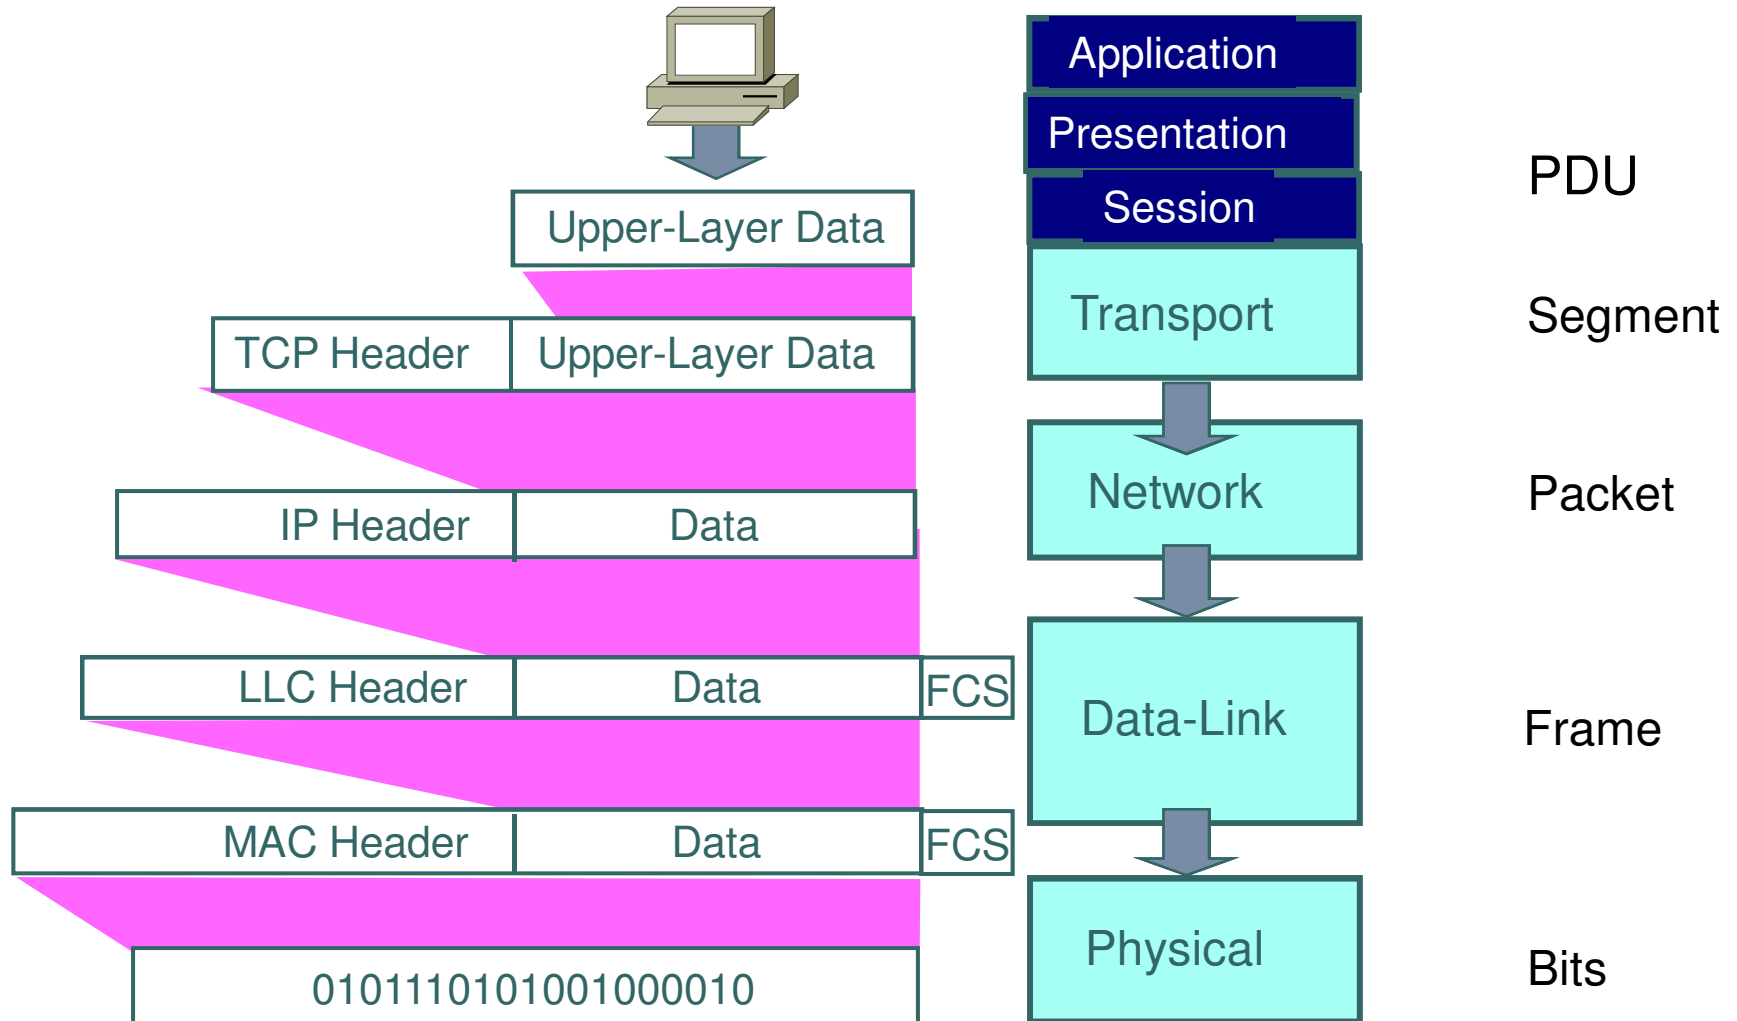 Application
Presentation
PDU
Session
Upper-Layer Data
Transport
Segment
TCP Header Upper-Layer Data
Network
Packet
IP Header Data
LLC Header Data FCS
Data-Link
Frame
MAC Header Data FCS
Physical
Bits
0101110101001000010